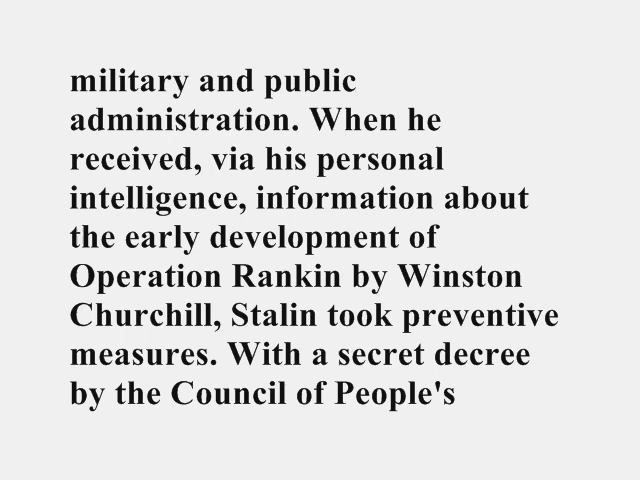 military and public
administration. When he
received, via his personal
intelligence, information about
the early development of
Operation Rankin by Winston
Churchill, Stalin took preventive
measures. With a secret decree
by the Council of People's